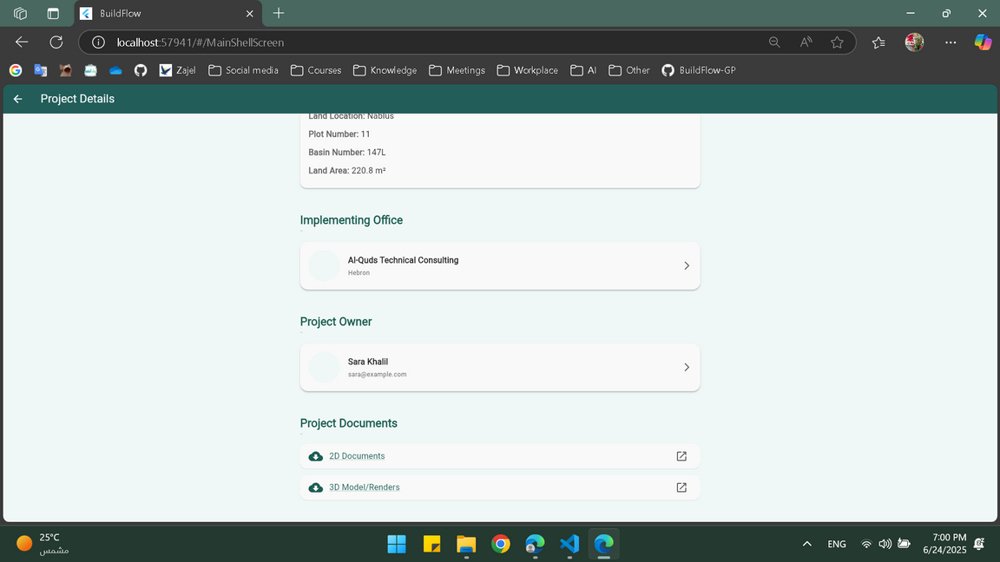 BuildFlow
localhost:57941/#/MainShellScreen
Zajel
Social media
Courses
Knowledge
Meetings
Workplace
AI
Other
BuildFlow-GP
Project Details
Land Location: Nablus
Plot Number: 11
Basin Number: 147L
Land Area: 220.8 m²
Implementing Office
Al-Quds Technical Consulting
Hebron
Project Owner
Sara Khalil
sara@example.com
Project Documents
2D Documents
3D Model/Renders
25°C
مشمس
ENG
7:00 PM
6/24/2025